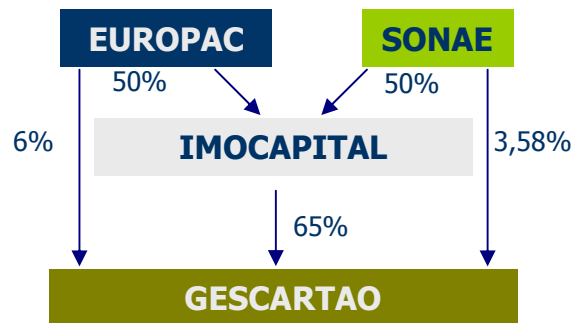 EUROPAC
SONAE
50%
50%
6%
IMOCAPITAL
3,58%
65%
GESCARTAO